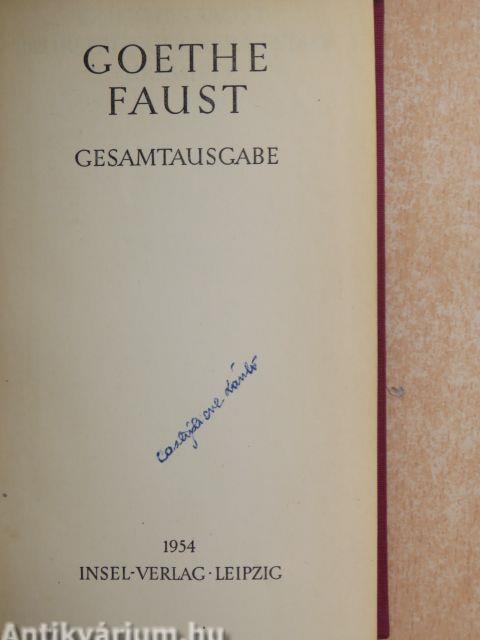 GOETHE
FAUST
GESAMTAUSGABE
1954
INSEL-VERLAG · LEIPZIG
Antikvárium.hu